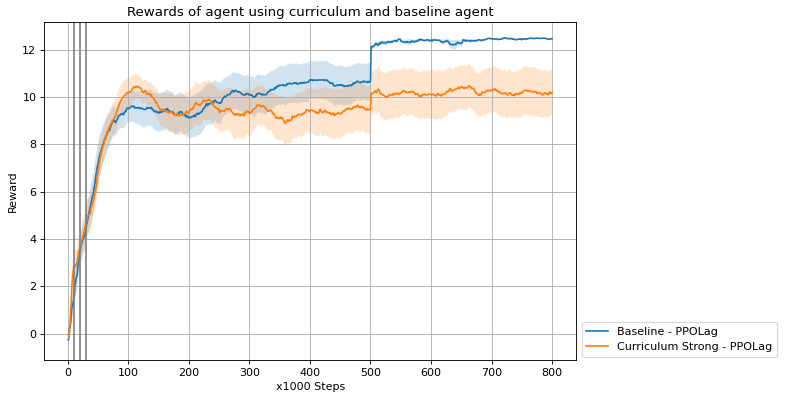 Rewards of agent using curriculum and baseline agent
Reward
12
10
8
6
4
2
0
0 100 200 300 400 500 600 700 800
x1000 Steps
Baseline - PPOLag
Curriculum Strong - PPOLag